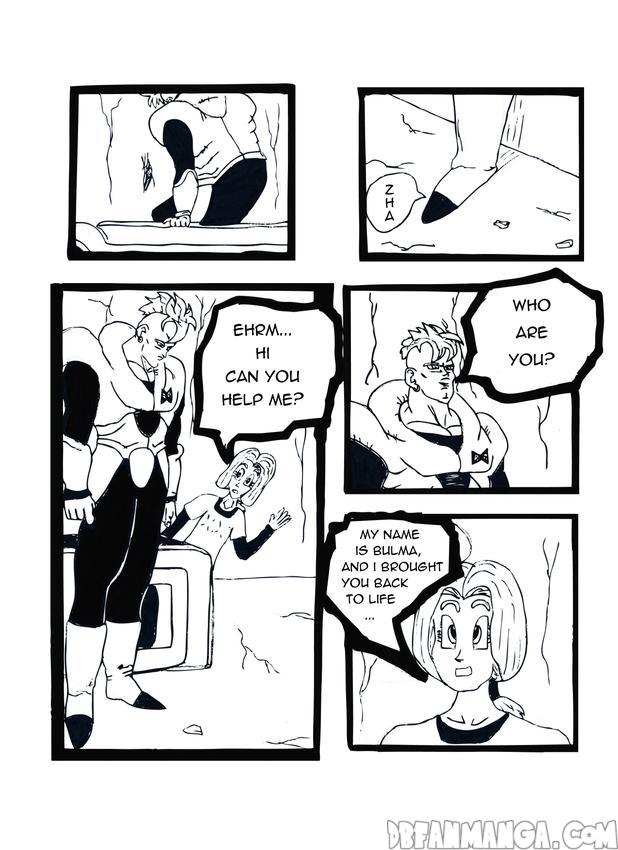 Z
H
A
EHRM...
HI
CAN YOU
HELP ME?
WHO
ARE
YOU?
MY NAME
IS BULMA,
AND I BROUGHT
YOU BACK
TO LIFE
...
DBFANMANGA.COM